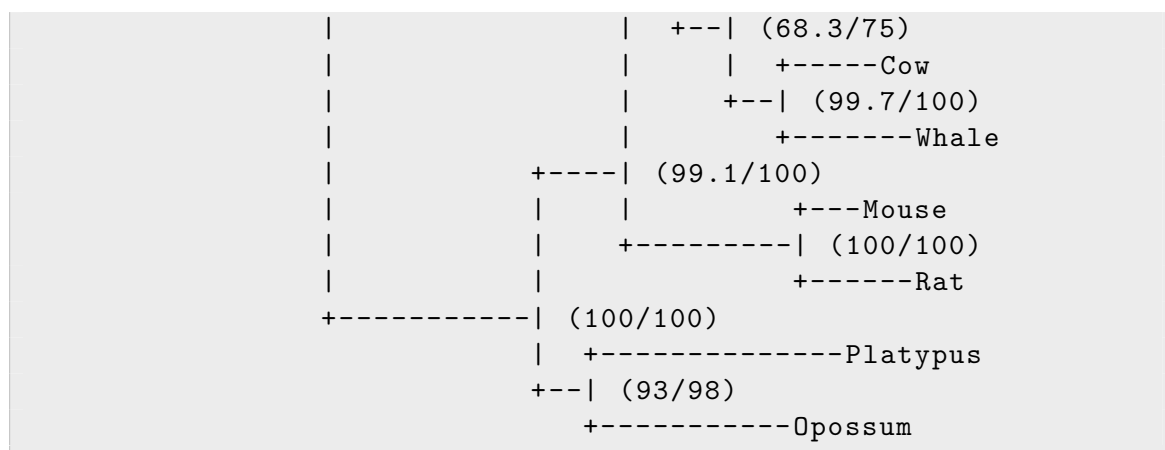 |                    |  +--| (68.3/75)
|                    |  |  +-----Cow
|                    |  +--| (99.7/100)
|                    |     +-------Whale
|             +----| (99.1/100)
|             |    |          +---Mouse
|             |    +---------| (100/100)
|             |               +------Rat
+-----------| (100/100)
|  +--------------Platypus
+--| (93/98)
+-----------Opossum